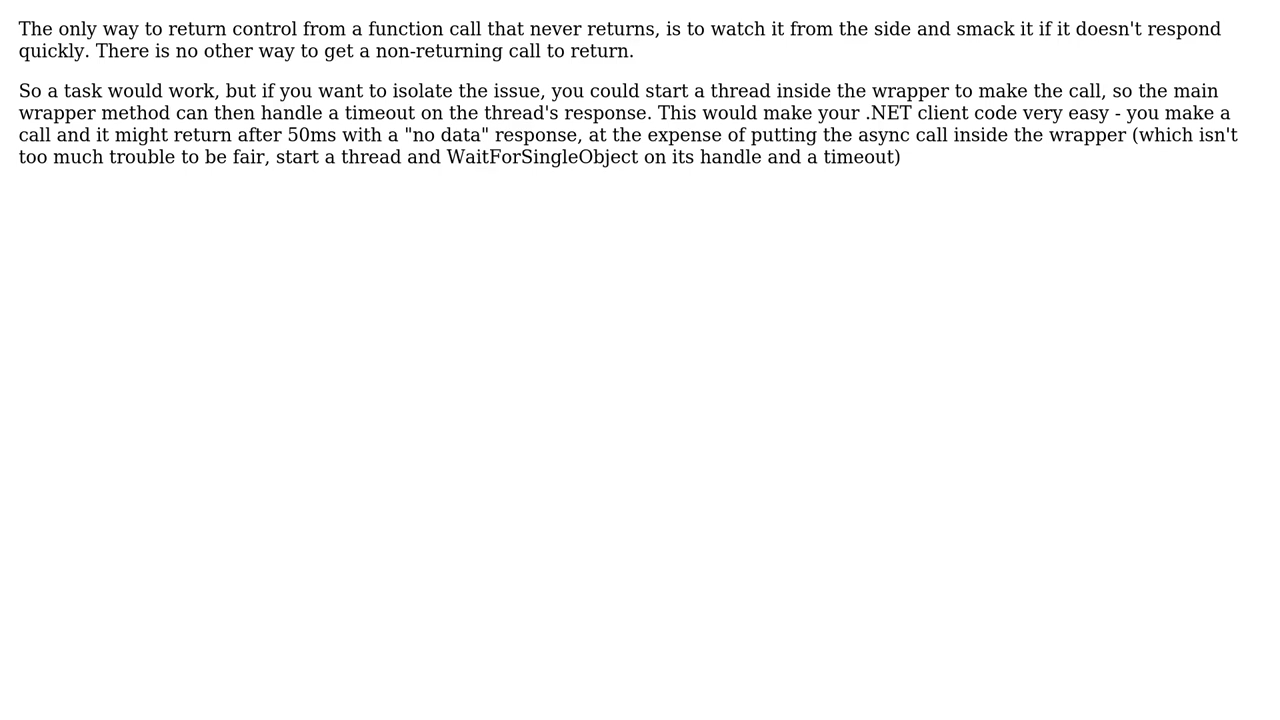 The only way to return control from a function call that never returns, is to watch it from the side and smack it if it doesn't respond
quickly. There is no other way to get a non-returning call to return.
So a task would work, but if you want to isolate the issue, you could start a thread inside the wrapper to make the call, so the main
wrapper method can then handle a timeout on the thread's response. This would make your .NET client code very easy - you make a
call and it might return after 50ms with a "no data" response, at the expense of putting the async call inside the wrapper (which isn't
too much trouble to be fair, start a thread and WaitForSingleObject on its handle and a timeout)